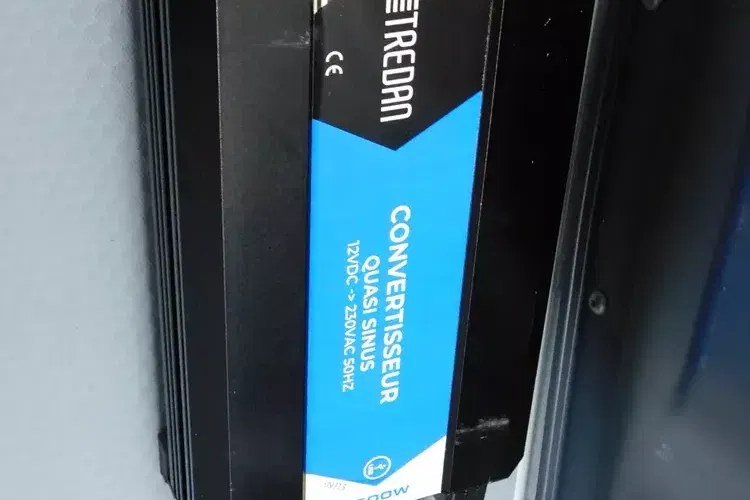 ETREDAN
CE
CONVERTISSEUR
QUASI SINUS
12VDC -> 230VAC 50HZ